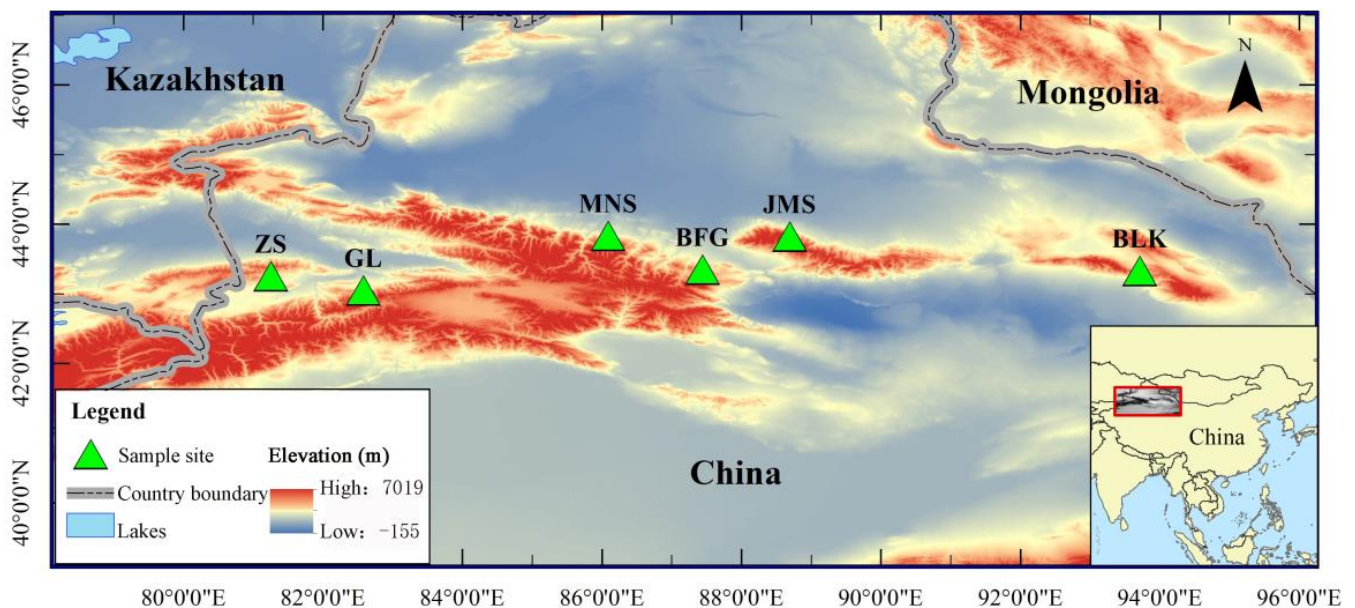 46°0'0"N
44°0'0"N
42°0'0"N
40°0'0"N
Kazakhstan
Mongolia
N
MNS
JMS
ZS
GL
BFG
BLK
China
Legend
Sample site
Country boundary
Lakes
Elevation (m)
High: 7019
Low: -155
China
80°0'0"E
82°0'0"E
84°0'0"E
86°0'0"E
88°0'0"E
90°0'0"E
92°0'0"E
94°0'0"E
96°0'0"E